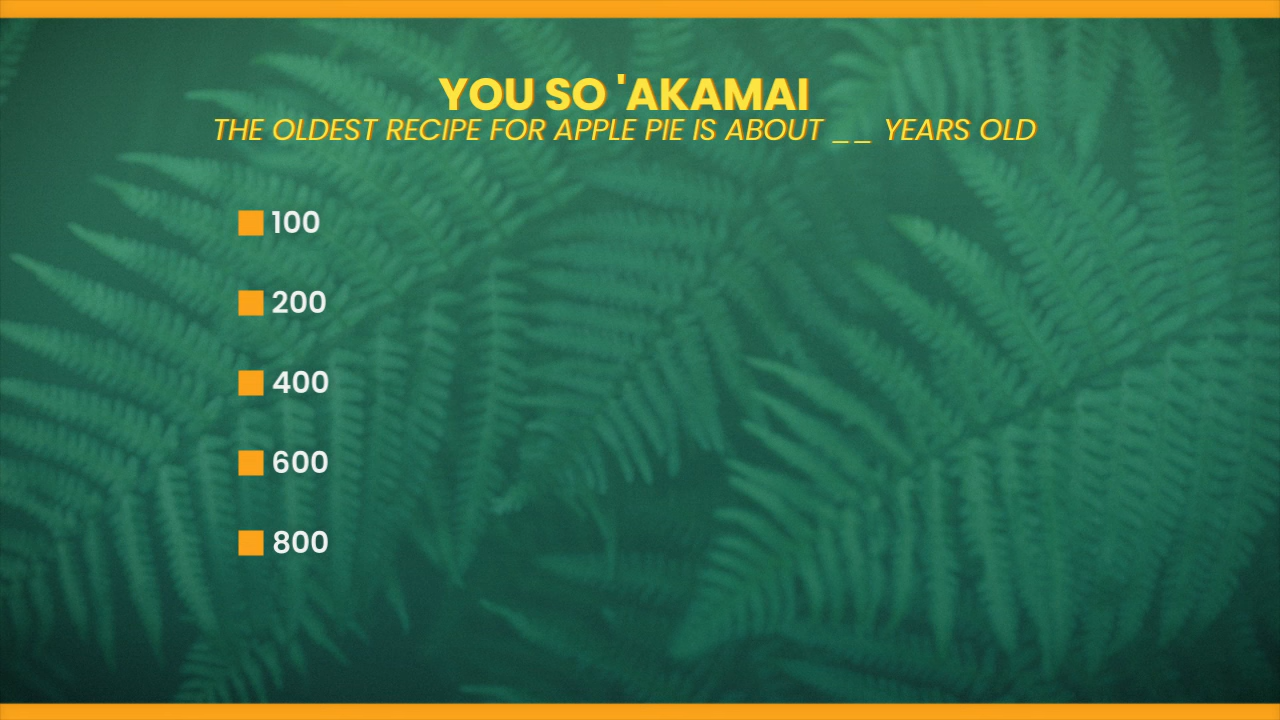 YOU SO 'AKAMAI
THE OLDEST RECIPE FOR APPLE PIE IS ABOUT _ _ YEARS OLD
100
200
400
600
800